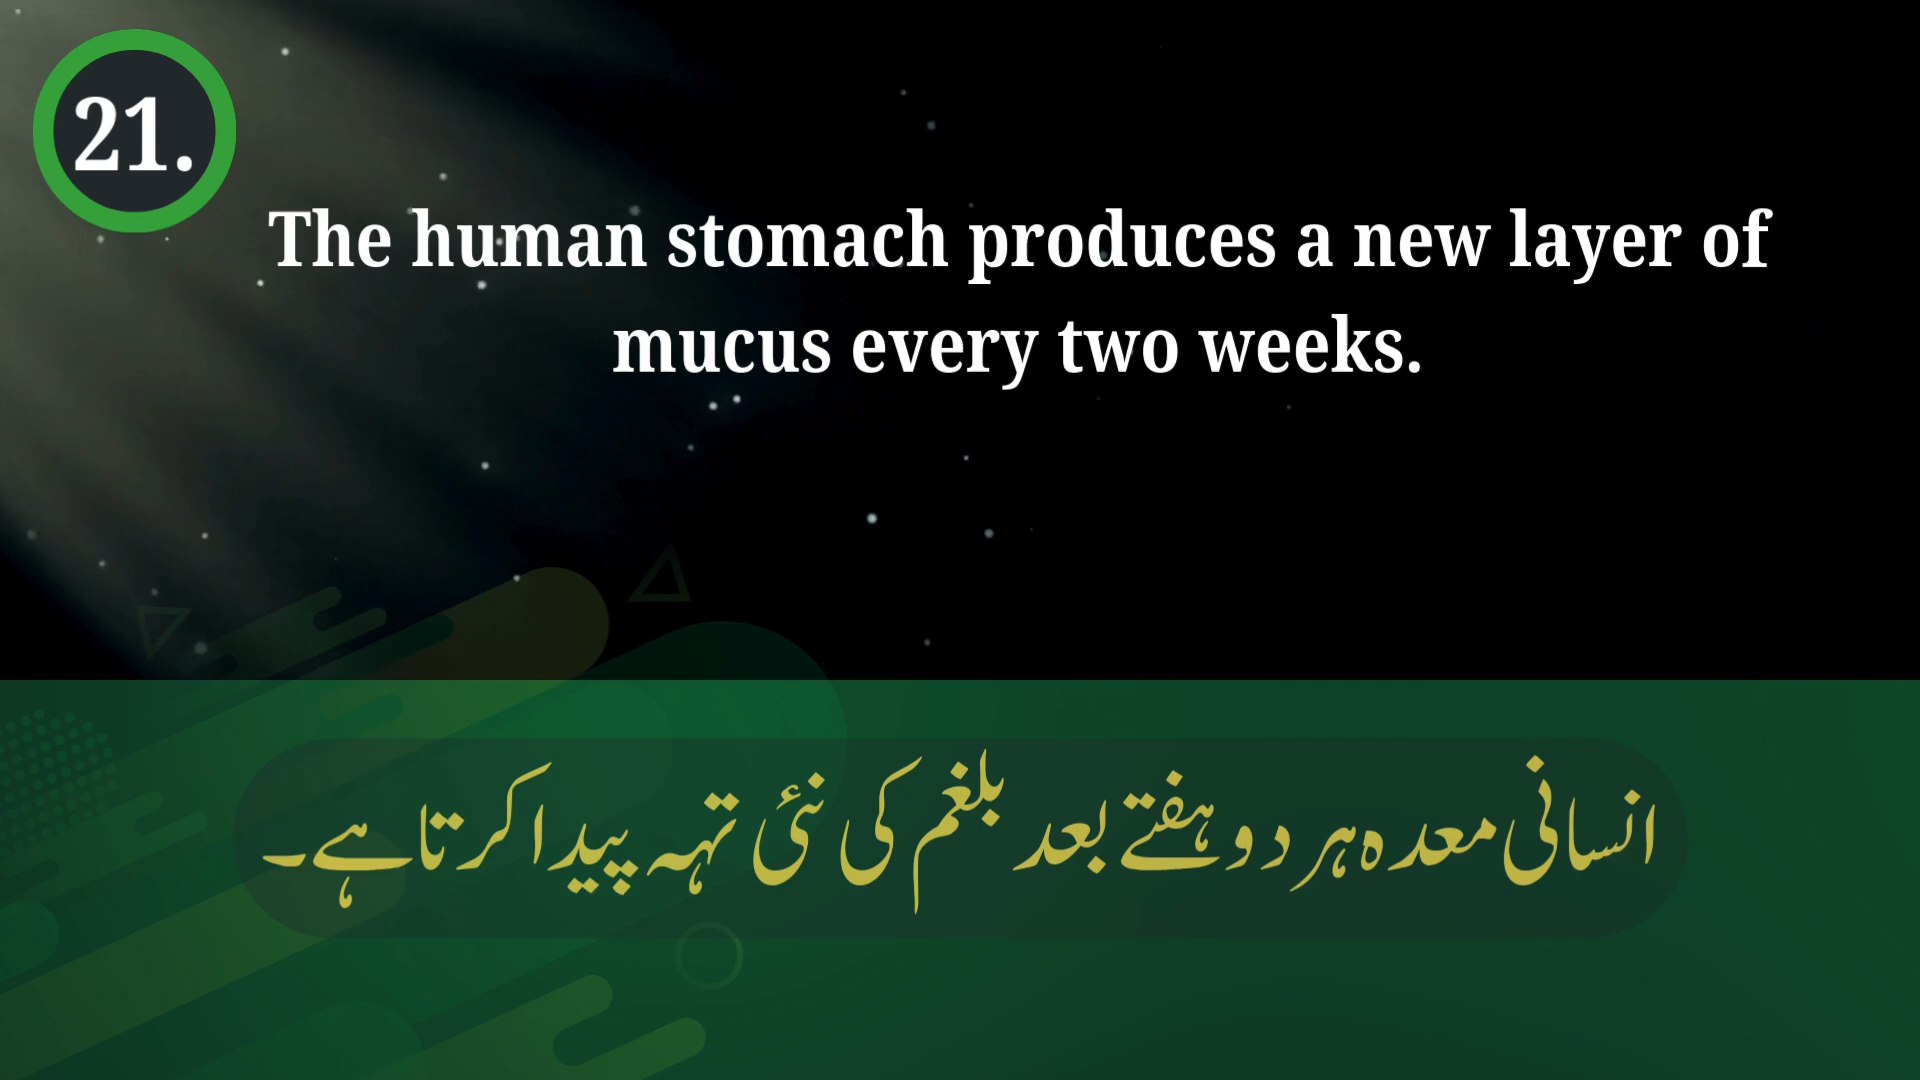 21.
The human stomach produces a new layer of
mucus every two weeks.
انسانی معدہ ہر دو ہفتے بعد بلغم کی نئی تہہ پیدا کرتا ہے۔